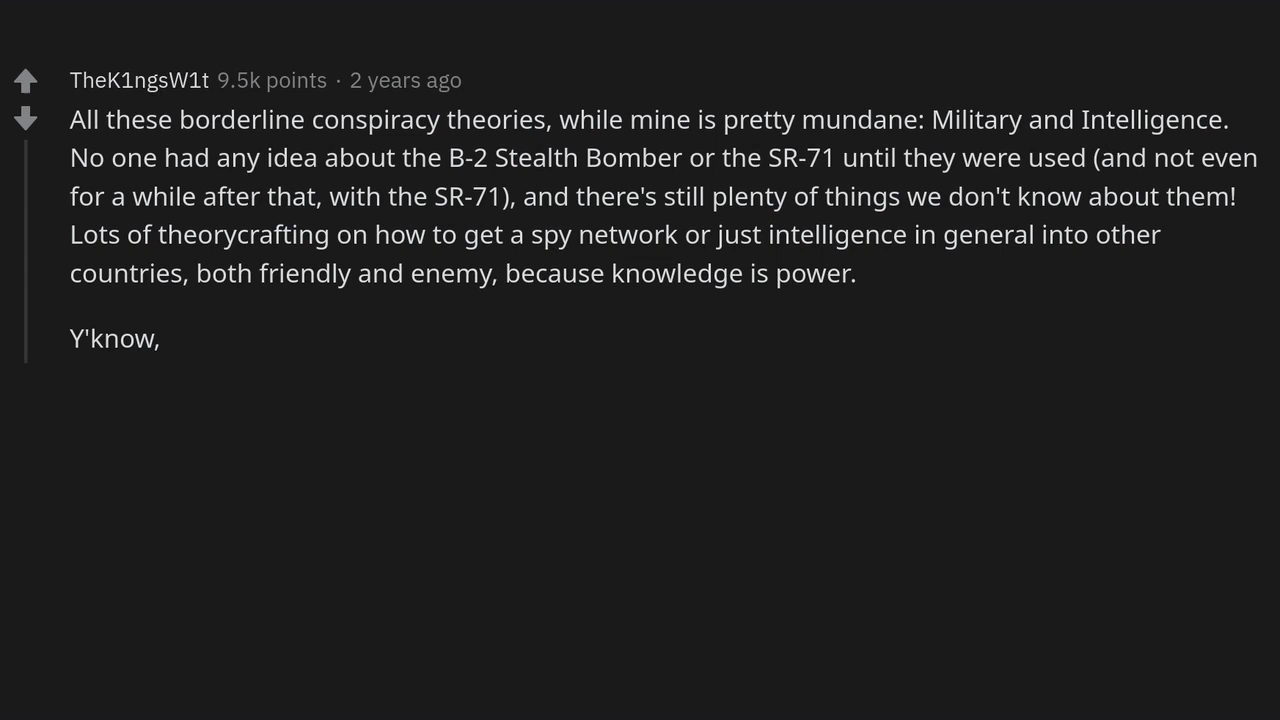 TheK1ngsW1t 9.5k points · 2 years ago
All these borderline conspiracy theories, while mine is pretty mundane: Military and Intelligence.
No one had any idea about the B-2 Stealth Bomber or the SR-71 until they were used (and not even
for a while after that, with the SR-71), and there's still plenty of things we don't know about them!
Lots of theorycrafting on how to get a spy network or just intelligence in general into other
countries, both friendly and enemy, because knowledge is power.
Y'know,